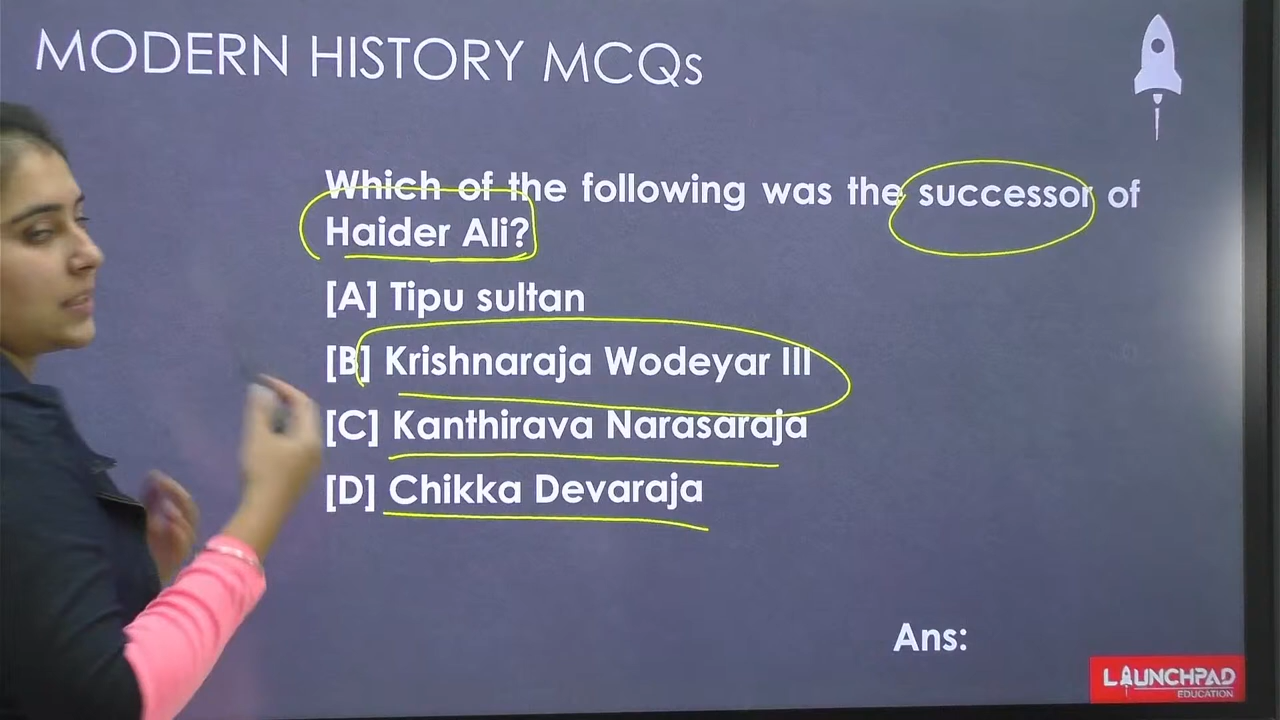 MODERN HISTORY MCQs
Which of the following was the successor of
Haider Ali?
[A] Tipu sultan
[B] Krishnaraja Wodeyar III
[C] Kanthirava Narasaraja
[D] Chikka Devaraja
Ans:
LAUNCHPAD
EDUCATION